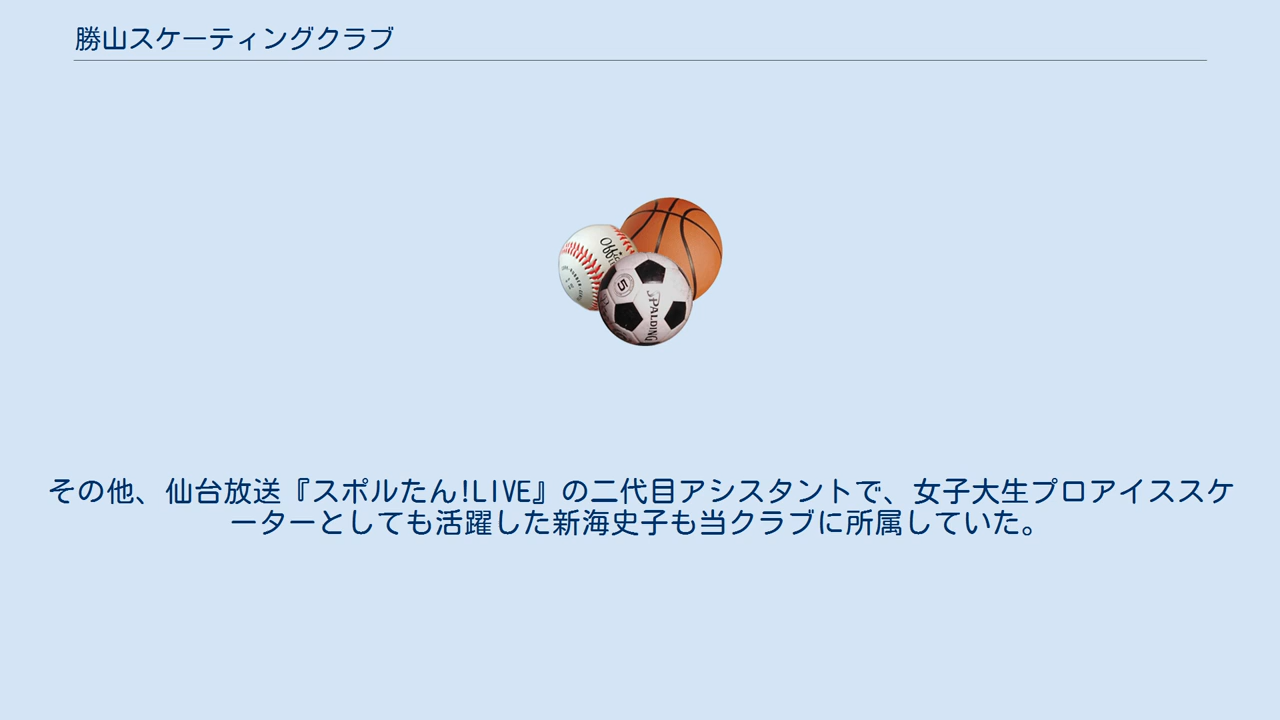 勝山スケーティングクラブ
SPALDING
5
その他、仙台放送『スポルたん!LIVE』の二代目アシスタントで、女子大生プロアイススケ
ーターとしても活躍した新海史子も当クラブに所属していた。